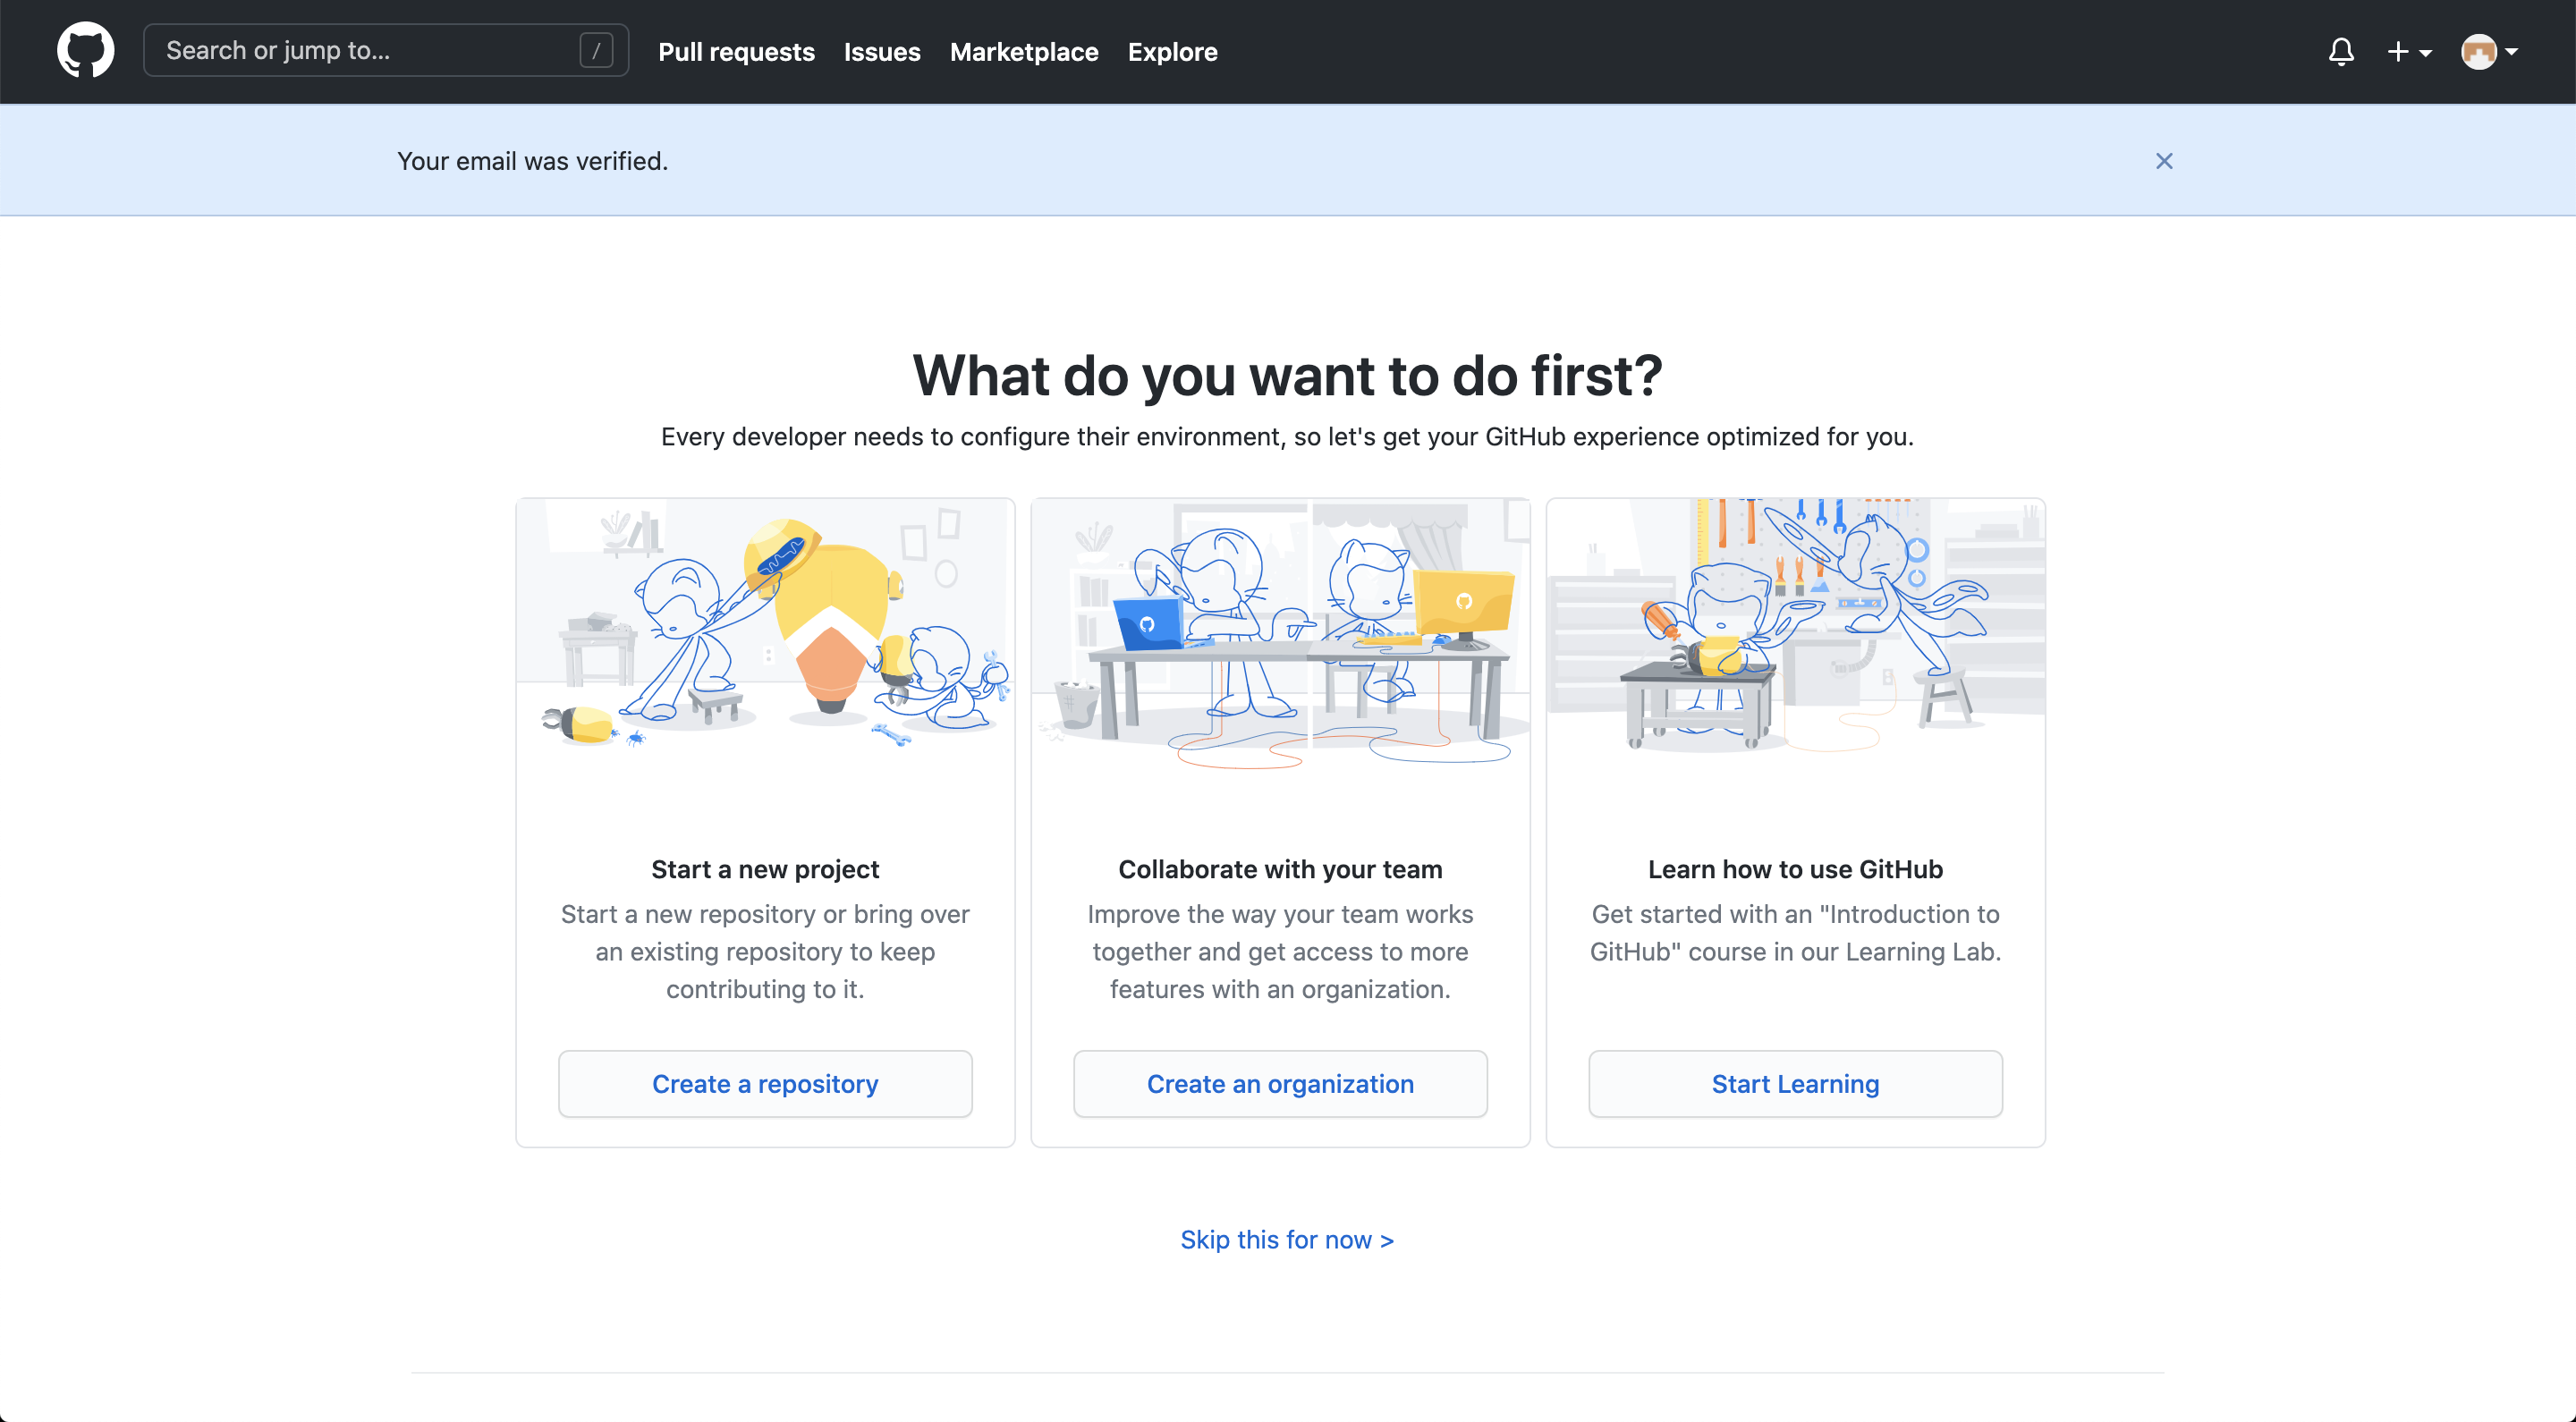 Search or jump to... /
Pull requests Issues Marketplace Explore
Your email was verified.
What do you want to do first?
Every developer needs to configure their environment, so let's get your GitHub experience optimized for you.
Start a new project
Start a new repository or bring over
an existing repository to keep
contributing to it.
Create a repository
Collaborate with your team
Improve the way your team works
together and get access to more
features with an organization.
Create an organization
Learn how to use GitHub
Get started with an "Introduction to
GitHub" course in our Learning Lab.
Start Learning
Skip this for now >